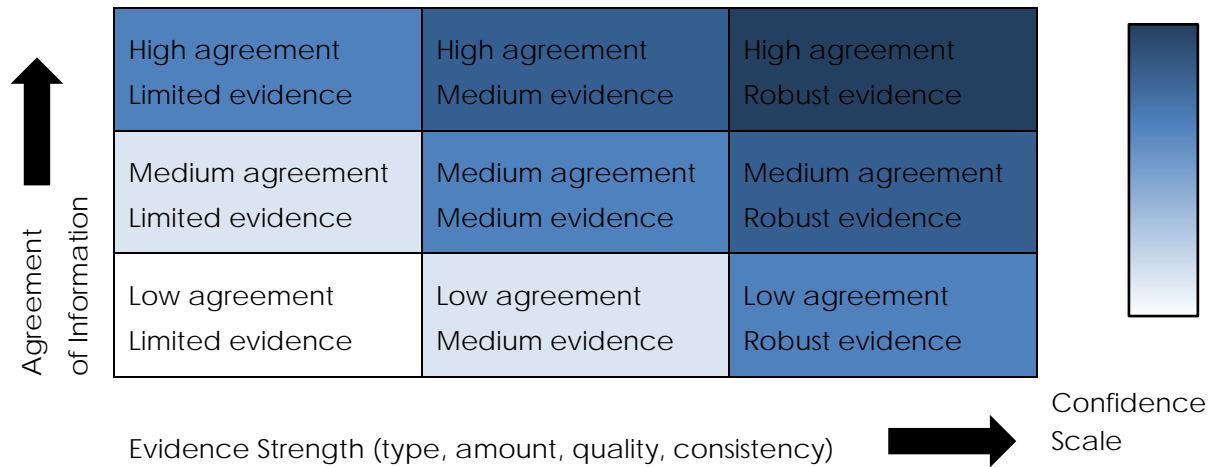 High agreement
Limited evidence
High agreement
Medium evidence
High agreement
Robust evidence
Medium agreement
Limited evidence
Medium agreement
Medium evidence
Medium agreement
Robust evidence
Low agreement
Limited evidence
Low agreement
Medium evidence
Low agreement
Robust evidence
Agreement
of Information
Evidence Strength (type, amount, quality, consistency)
Confidence
Scale